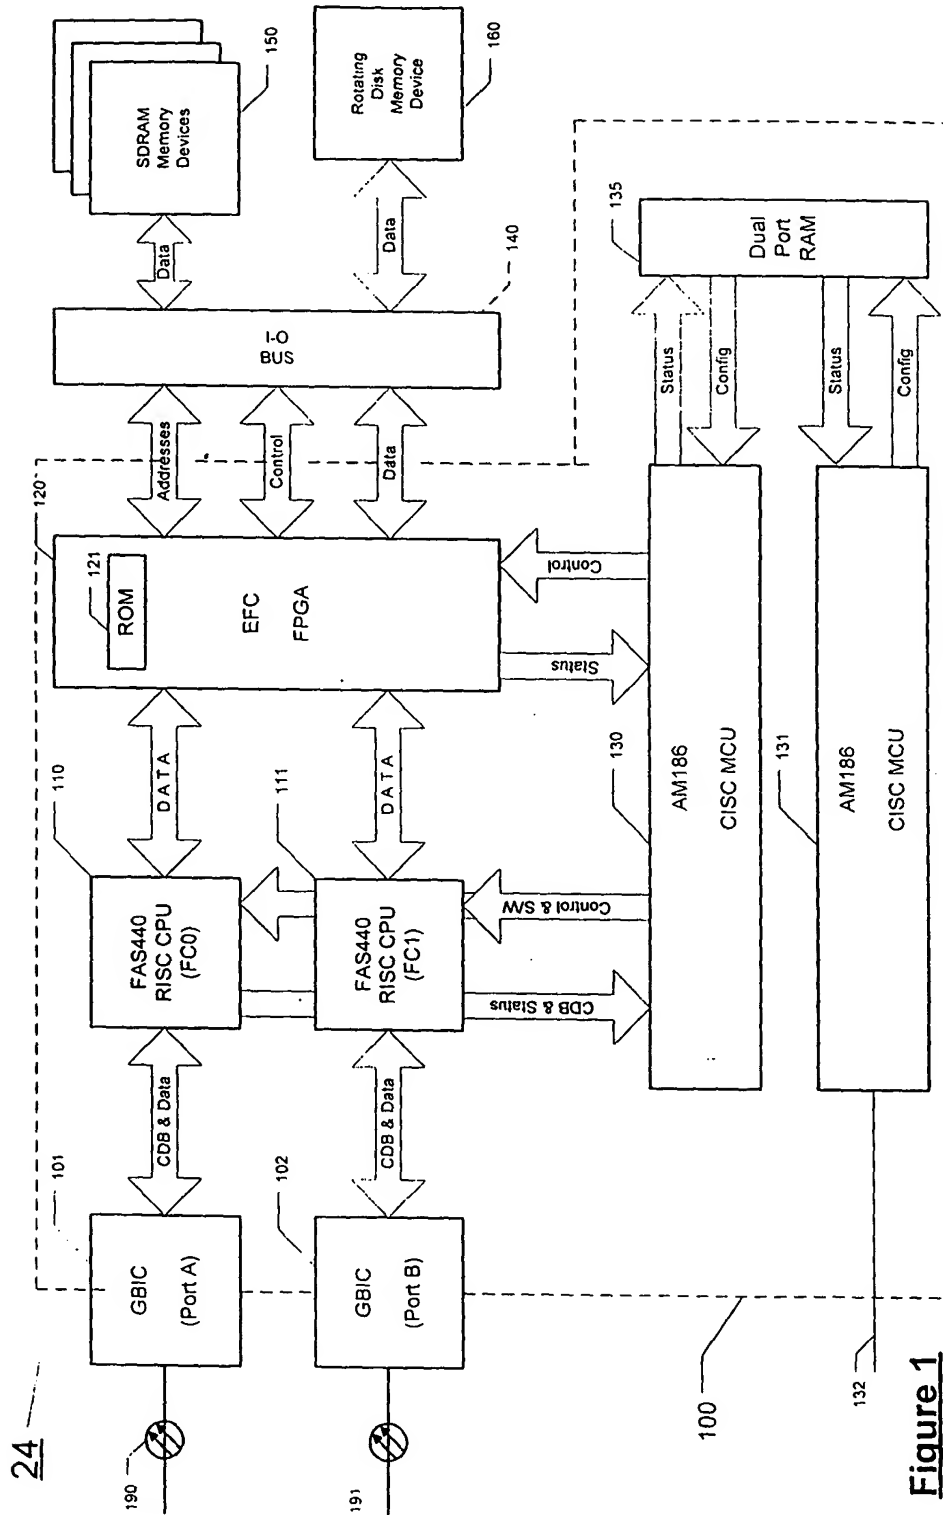 24
190
191
GBIC
(Port A)
101
GBIC
(Port B)
102
CDB & Data
CDB & Data
FAS440
RISC CPU
(FC0)
110
FAS440
RISC CPU
(FC1)
111
DATA
DATA
CDB & Status
Control & S/W
EFC
FPGA
ROM
121
120
Status
Control
Addresses
Control
Data
I-O
BUS
140
Data
Data
SDRAM
Memory
Devices
150
Rotating
Disk
Memory
Device
160
AM186
CISC MCU
130
AM186
CISC MCU
131
132
Status
Config
Status
Config
Dual
Port
RAM
135
100
Figure 1